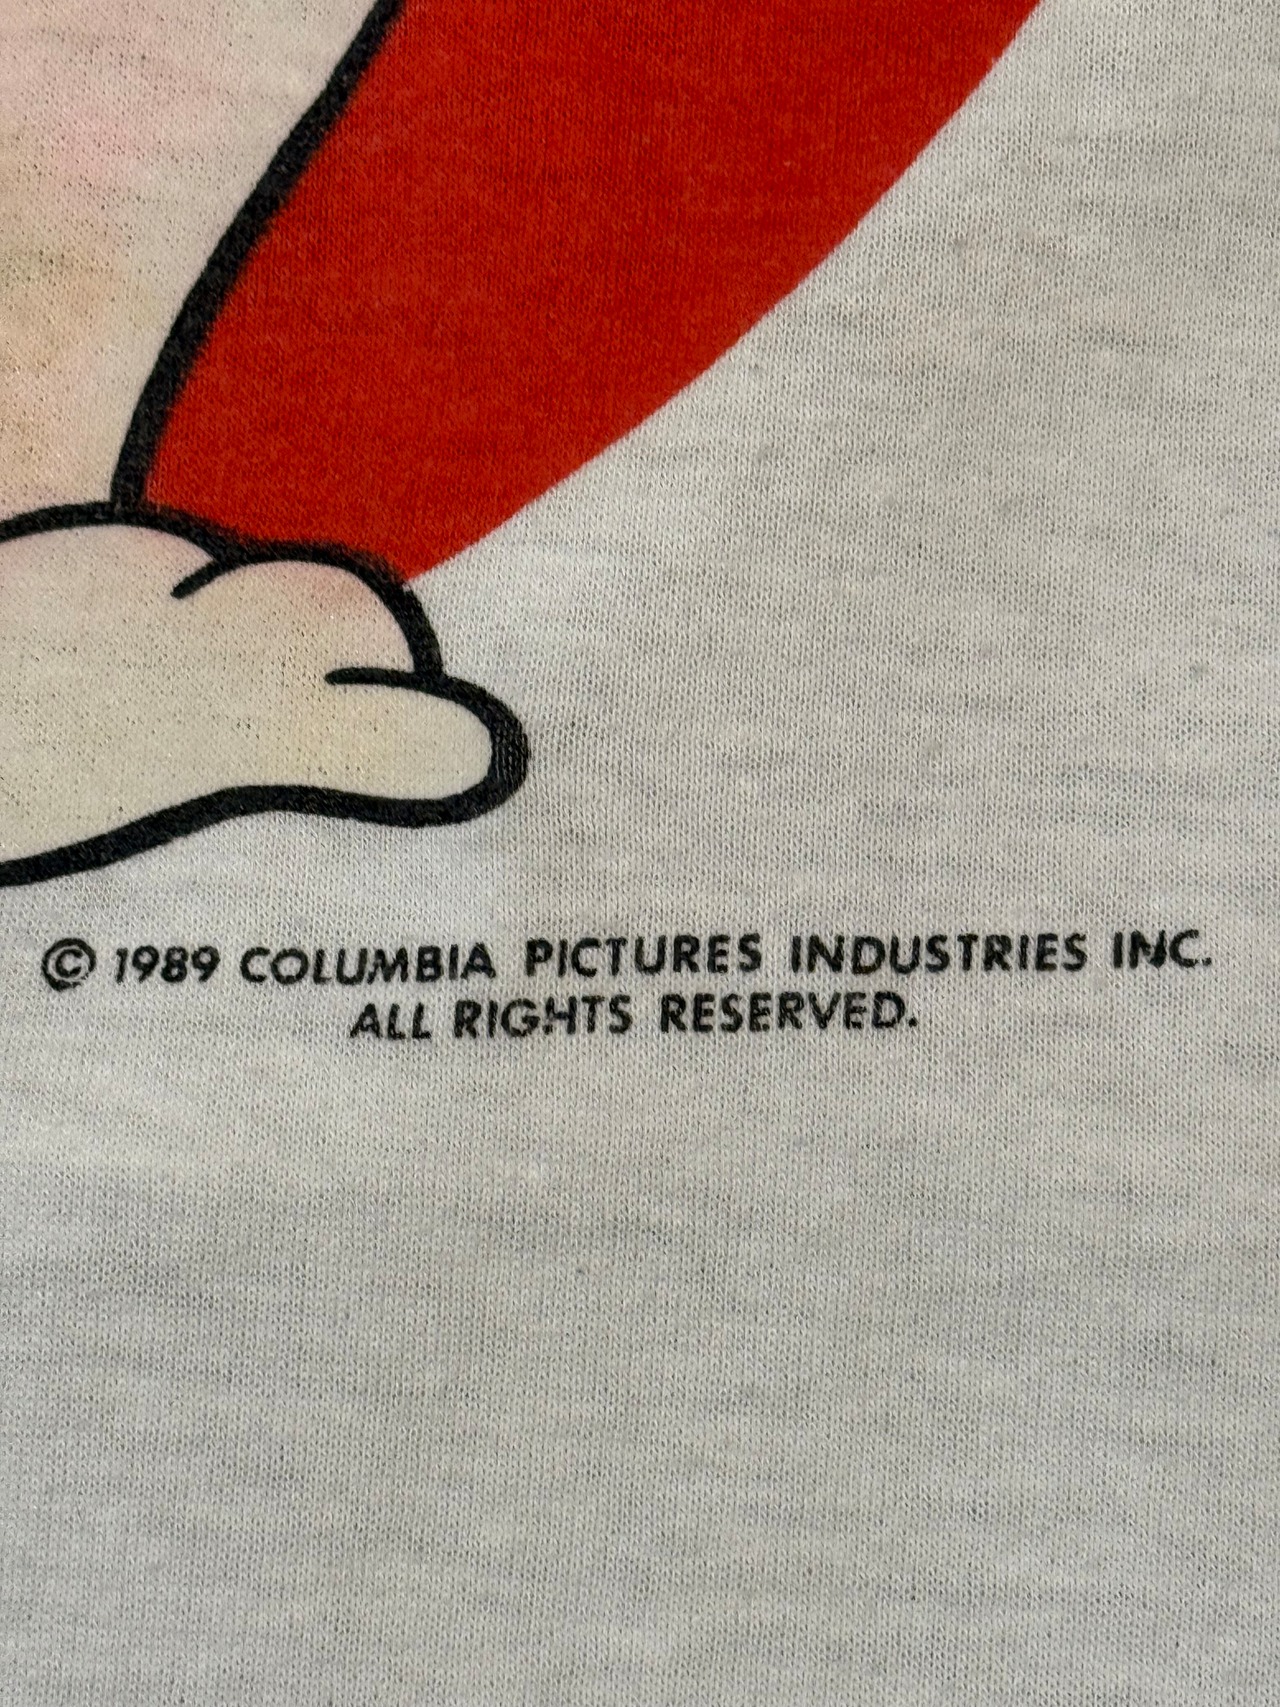 © 1989 COLUMBIA PICTURES INDUSTRIES INC.
ALL RIGHTS RESERVED.